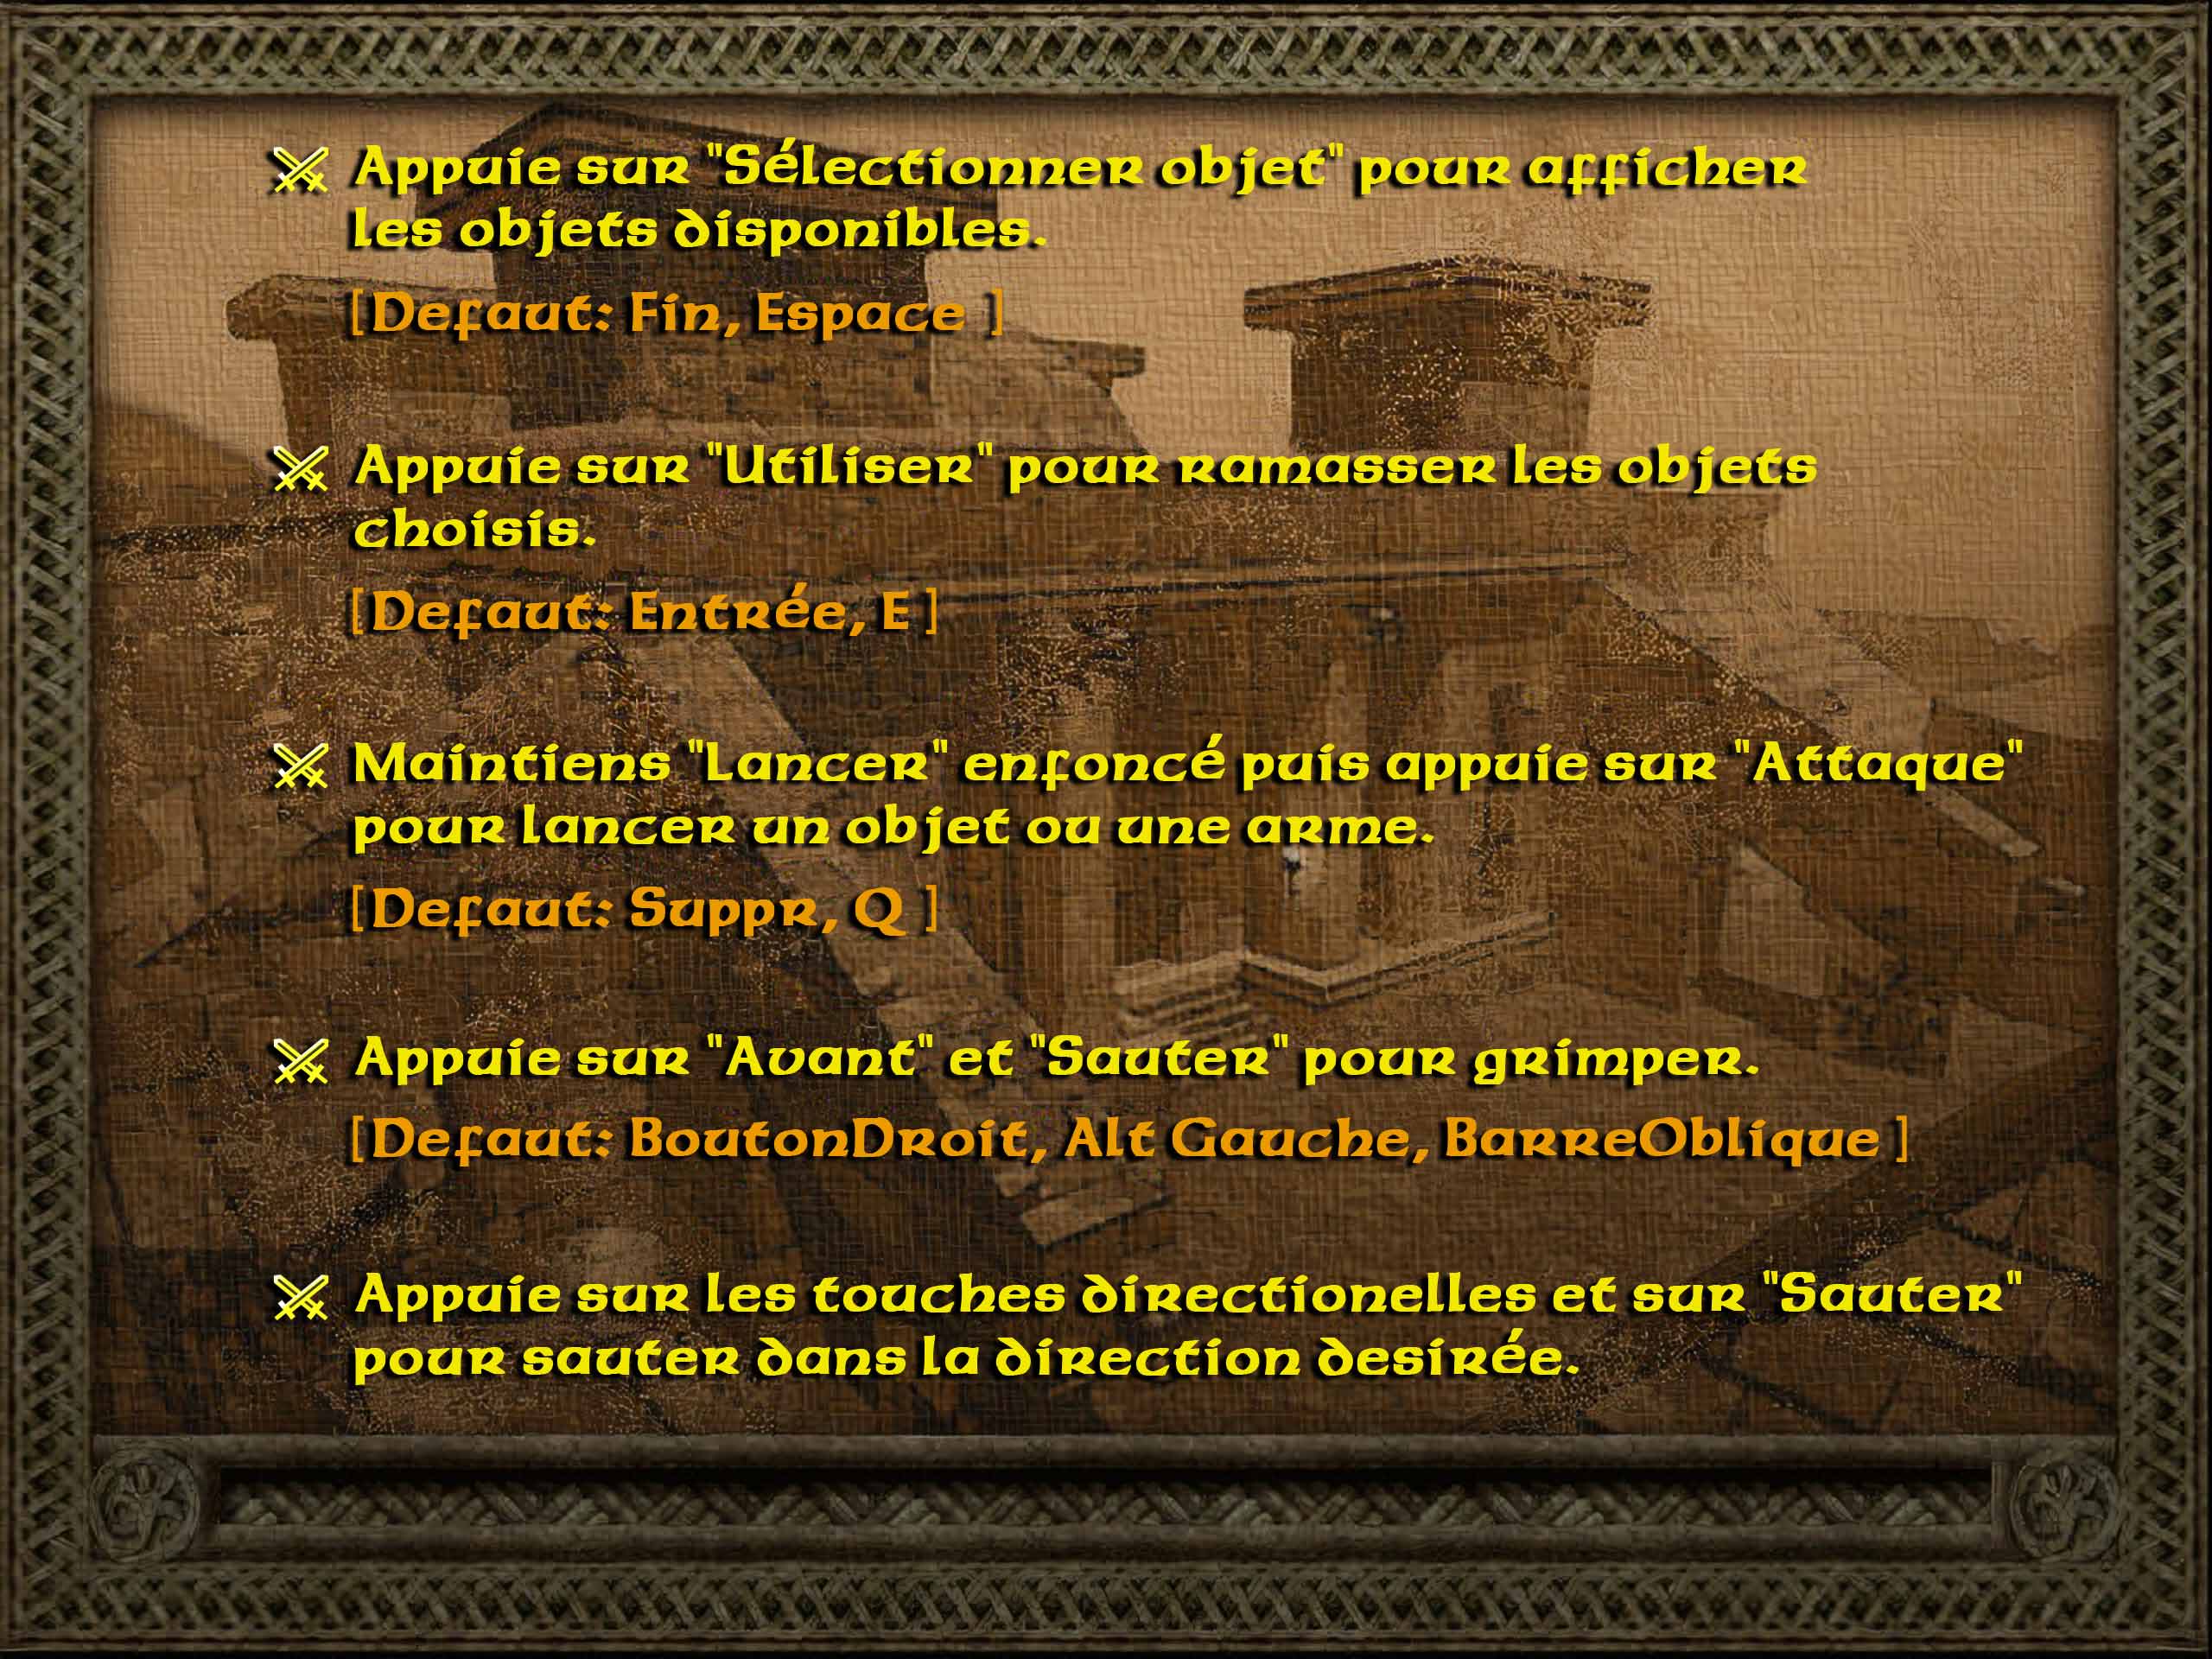 Appuie sur "Sélectionner objet" pour afficher
les objets disponibles.
[Defaut: Fin, Espace ]
Appuie sur "Utiliser" pour ramasser les objets
choisis.
[Defaut: Entrée, E ]
Maintiens "Lancer" enfoncé puis appuie sur "Attaque"
pour lancer un objet ou une arme.
[Defaut: Suppr, Q ]
Appuie sur "Avant" et "Sauter" pour grimper.
[Defaut: BoutonDroit, Alt Gauche, BarreOblique ]
Appuie sur les touches directionelles et sur "Sauter"
pour sauter dans la direction desirée.